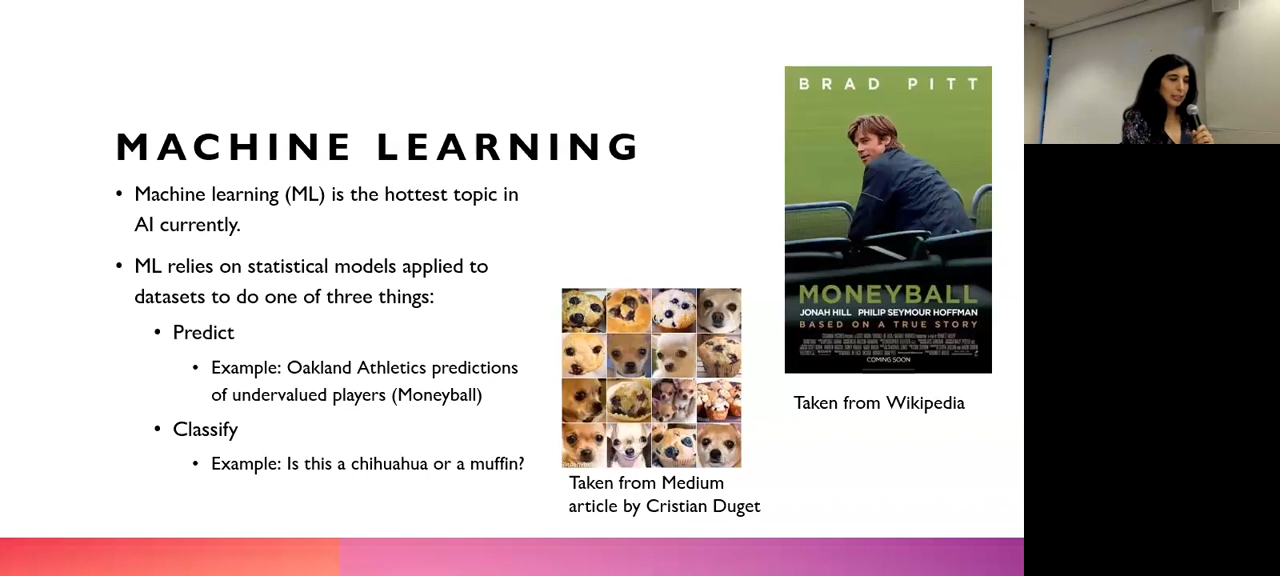 MACHINE LEARNING
• Machine learning (ML) is the hottest topic in
AI currently.
• ML relies on statistical models applied to
datasets to do one of three things:
• Predict
• Example: Oakland Athletics predictions
of undervalued players (Moneyball)
• Classify
• Example: Is this a chihuahua or a muffin?
Taken from Medium
article by Cristian Duget
BRAD PITT
MONEYBALL
JONAH HILL PHILIP SEYMOUR HOFFMAN
BASED ON A TRUE STORY
COMING SOON
Taken from Wikipedia